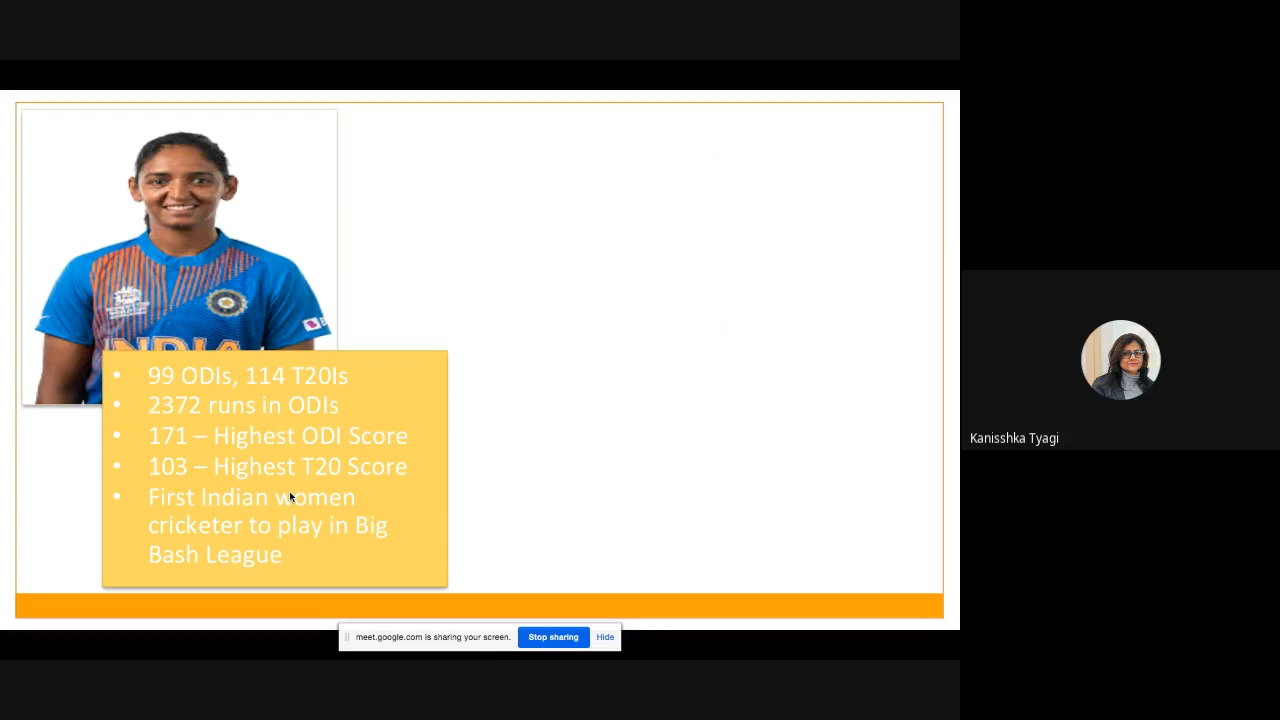 INDIA
• 99 ODIs, 114 T20Is
• 2372 runs in ODIs
• 171 – Highest ODI Score
• 103 – Highest T20 Score
• First Indian women
cricketer to play in Big
Bash League
meet.google.com is sharing your screen. Stop sharing Hide
Kanisshka Tyagi